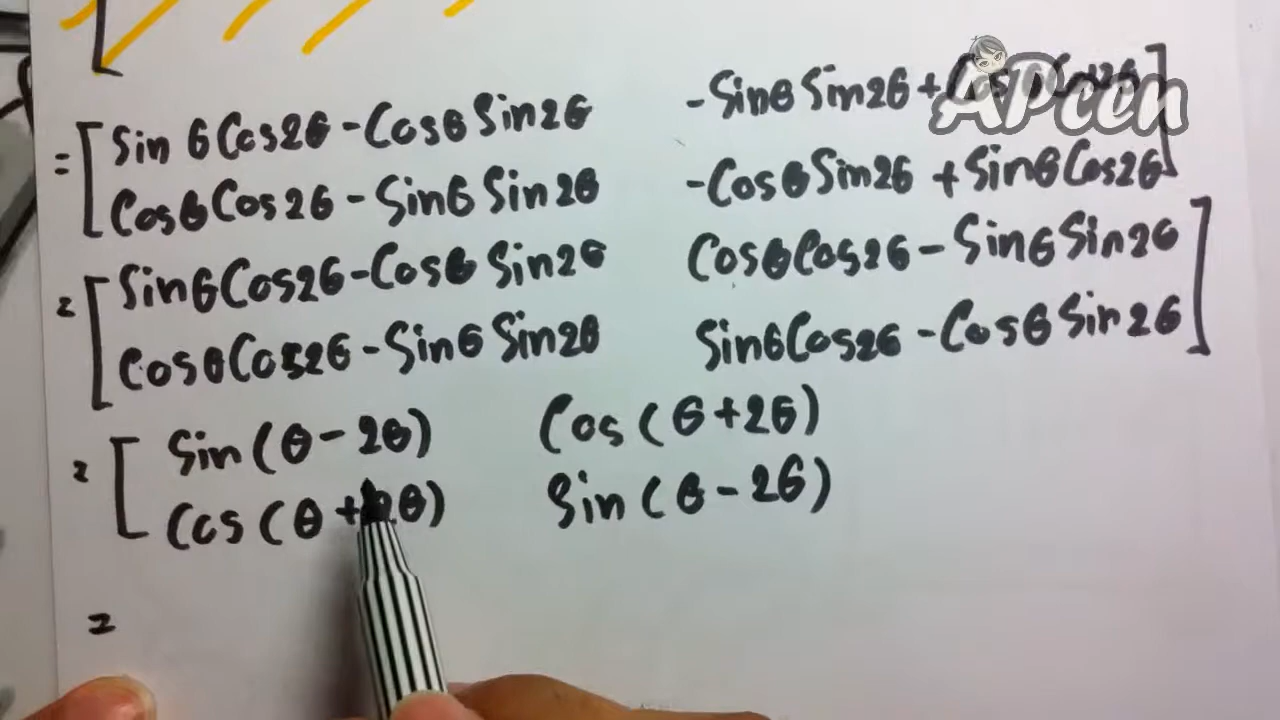 APCEN
= [ Sin θ Cos2θ - Cosθ Sin2θ -Sinθ Sin2θ + Cosθ Cos2θ ]
Cosθ Cos2θ - Sinθ Sin2θ -Cosθ Sin2θ + Sinθ Cos2θ
= [ Sinθ Cos2θ - Cosθ Sin2θ Cosθ Cos2θ - Sinθ Sin2θ ]
Cosθ Cos2θ - Sinθ Sin2θ Sinθ Cos2θ - Cosθ Sin2θ
= [ Sin(θ - 2θ) Cos(θ + 2θ)
Cos(θ + 2θ) Sin(θ - 2θ)
=